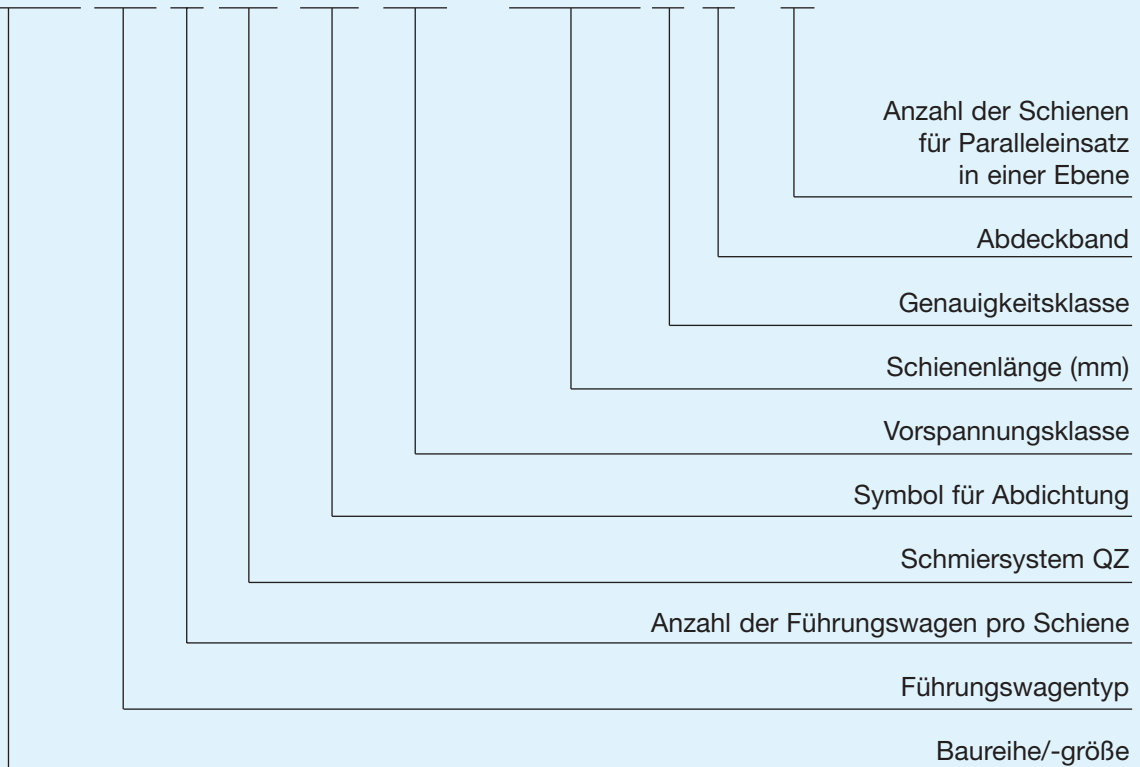 Anzahl der Schienen
für Paralleleinsatz
in einer Ebene
Abdeckband
Genauigkeitsklasse
Schienenlänge (mm)
Vorspannungsklasse
Symbol für Abdichtung
Schmiersystem QZ
Anzahl der Führungswagen pro Schiene
Führungswagentyp
Baureihe/-größe